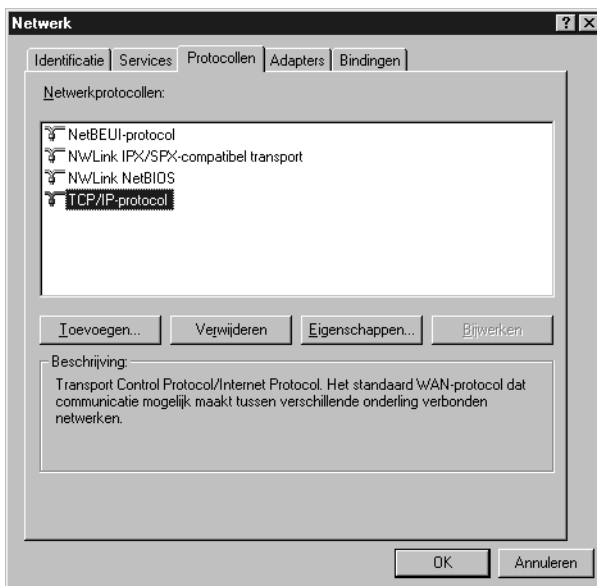 Netwerk
Identificatie Services Protocollen Adapters Bindingen
Netwerkprotocollen:
NetBEUI-protocol
NWLink IPX/SPX-compatibel transport
NWLink NetBIOS
TCP/IP-protocol
Toevoegen... Verwijderen Eigenschappen... Bijwerken
Beschrijving:
Transport Control Protocol/Internet Protocol. Het standaard WAN-protocol dat
communicatie mogelijk maakt tussen verschillende onderling verbonden
netwerken.
OK Annuleren